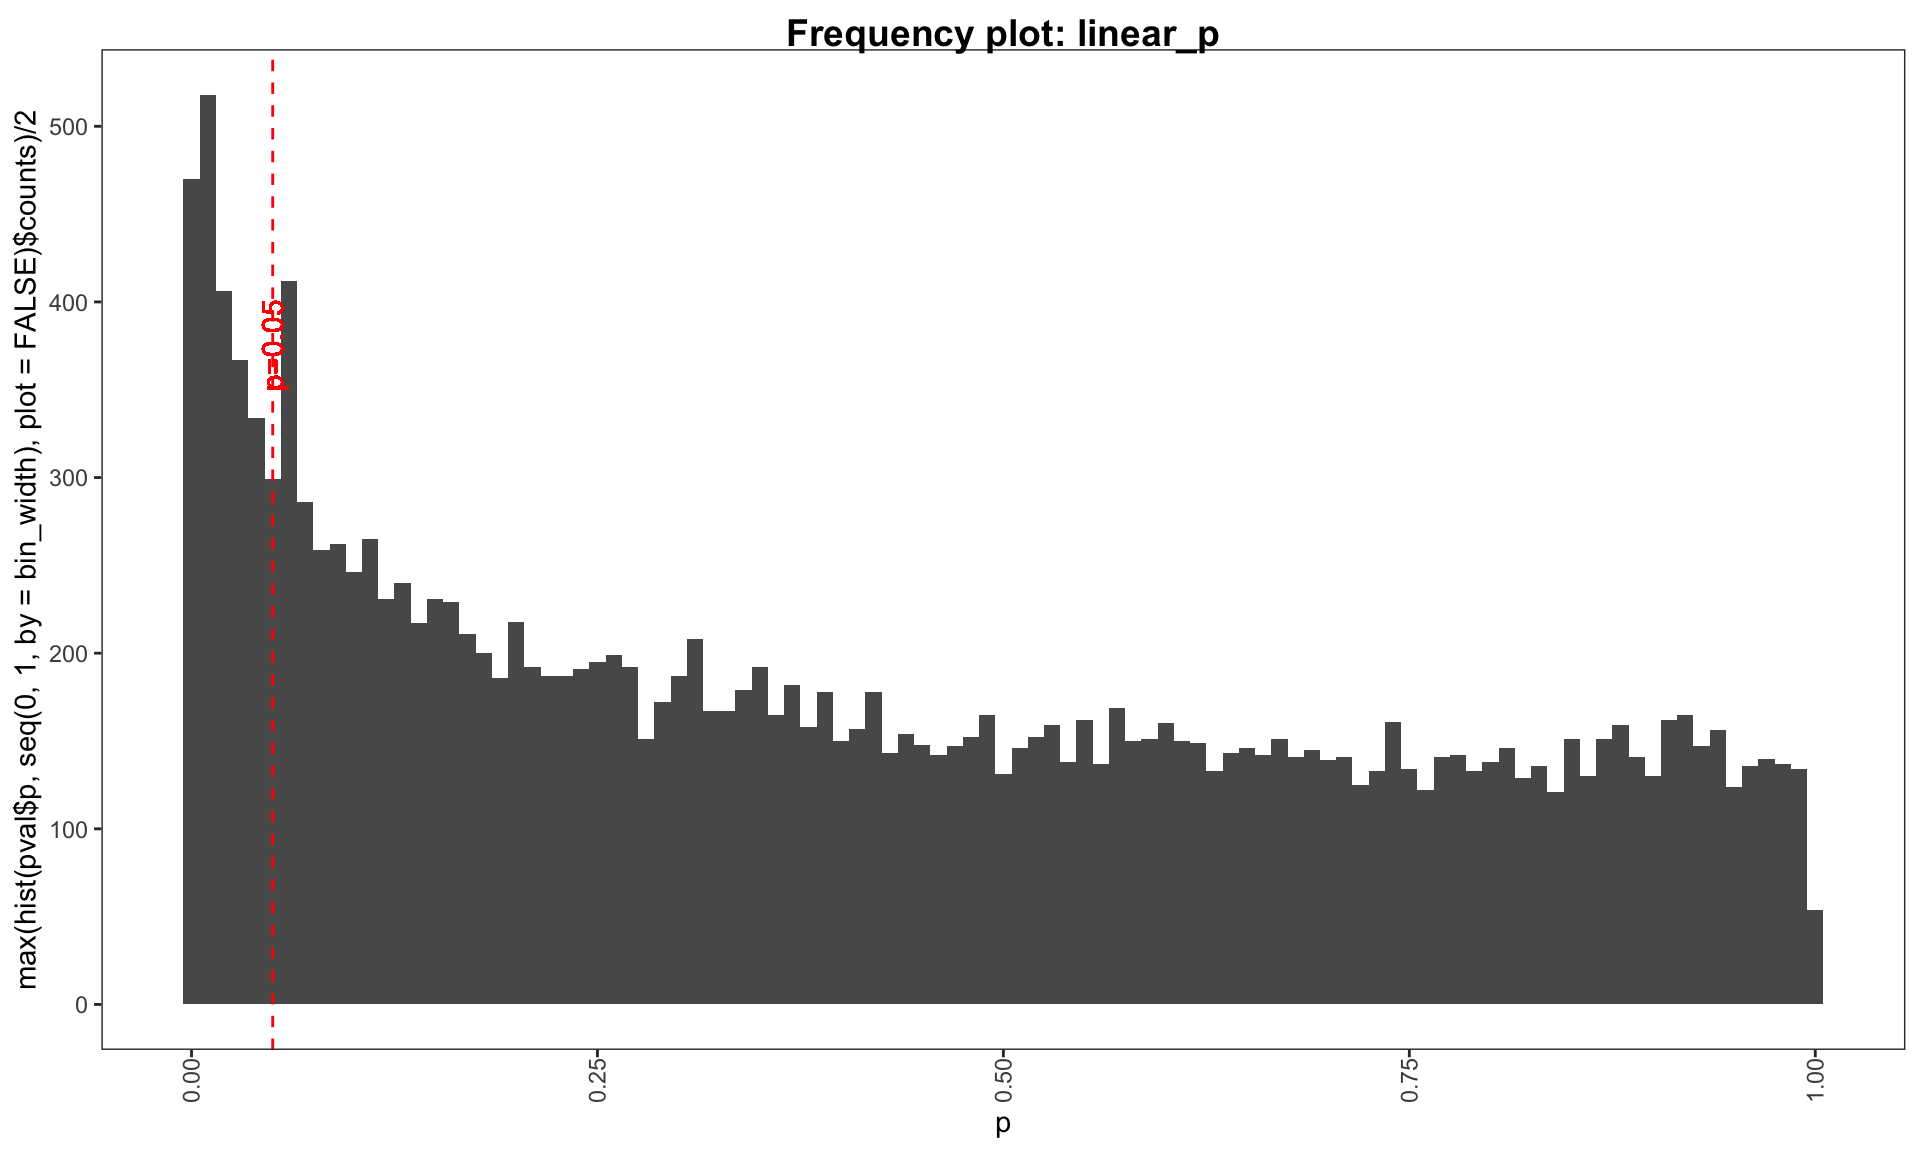 Frequency plot: linear_p
max(hist(pval$p, seq(0, 1, by = bin_width), plot = FALSE)$counts)/2
500
400
300
200
100
0
p=0.05
0.00
0.25
0.50
0.75
1.00
p